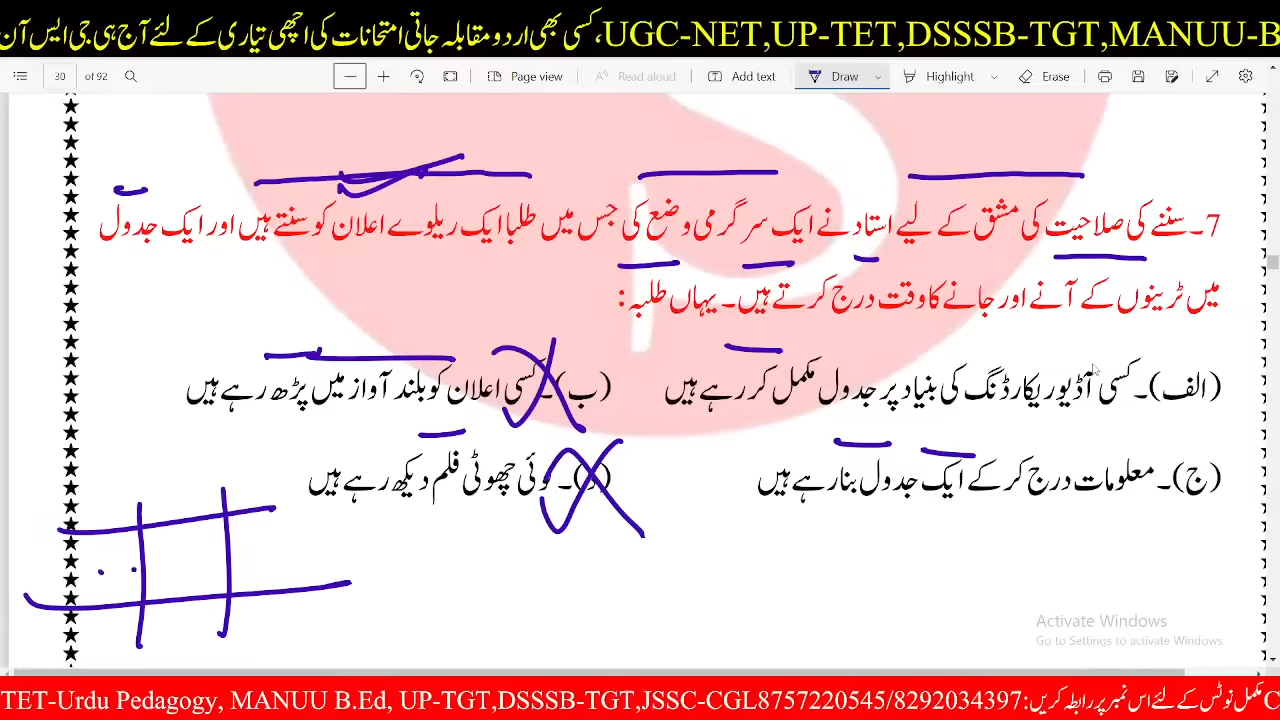 کسی بھی اردو مقابلہ جاتی امتحانات کی اچھی تیاری کے لئے آج ہی جی ایس آن ،UGC-NET,UP-TET,DSSSB-TGT,MANUU-B
30 of 92 Page view Read aloud Add text Draw Highlight Erase
7۔ سننے کی صلاحیت کی مشق کے لیے استاد نے ایک سرگرمی وضع کی جس میں طلبا ایک ریلوے اعلان کو سنتے ہیں اور ایک جدول
میں ٹرینوں کے آنے اور جانے کا وقت درج کرتے ہیں۔ یہاں طلبہ :
(الف)۔ کسی آڈیو ریکارڈنگ کی بنیاد پر جدول مکمل کر رہے ہیں (ب)۔ کسی اعلان کو بلند آواز میں پڑھ رہے ہیں
(ج)۔ معلومات درج کر کے ایک جدول بنا رہے ہیں (د)۔ کوئی چھوٹی فلم دیکھ رہے ہیں
Activate Windows
Go to Settings to activate Windows.
TET-Urdu Pedagogy, MANUU B.Ed, UP-TGT,DSSSB-TGT,JSSC-CGL8757220545/8292034397:مکمل نوٹس کے لئے اس نمبر پر رابطہ کریں C